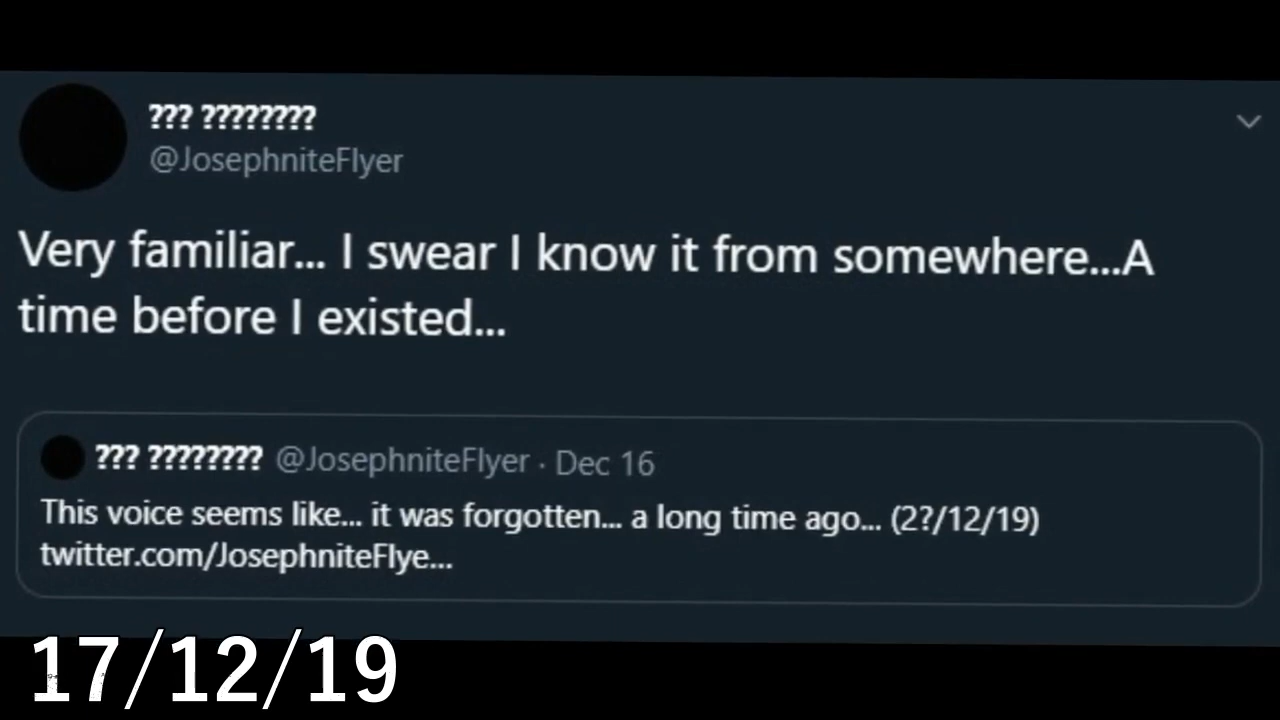 ??? ????????
@JosephniteFlyer
Very familiar... I swear I know it from somewhere...A
time before I existed...
??? ???????? @JosephniteFlyer · Dec 16
This voice seems like... it was forgotten... a long time ago... (2?/12/19)
twitter.com/JosephniteFlye...
17/12/19